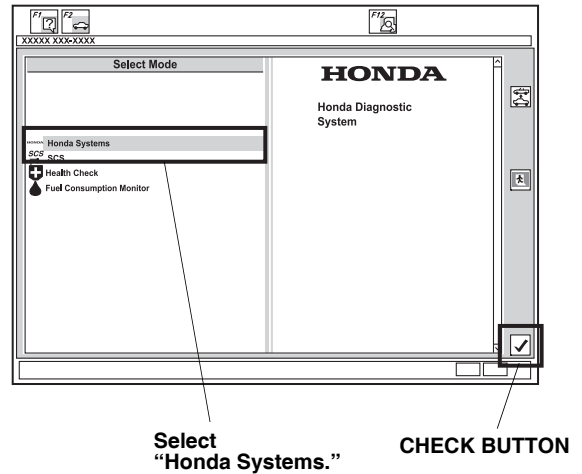 F1 F2 F12
XXXXX XXX-XXXX
Select Mode
HONDA
Honda Diagnostic
System
HONDA Honda Systems
SCS SCS
Health Check
Fuel Consumption Monitor
Select
“Honda Systems.”
CHECK BUTTON